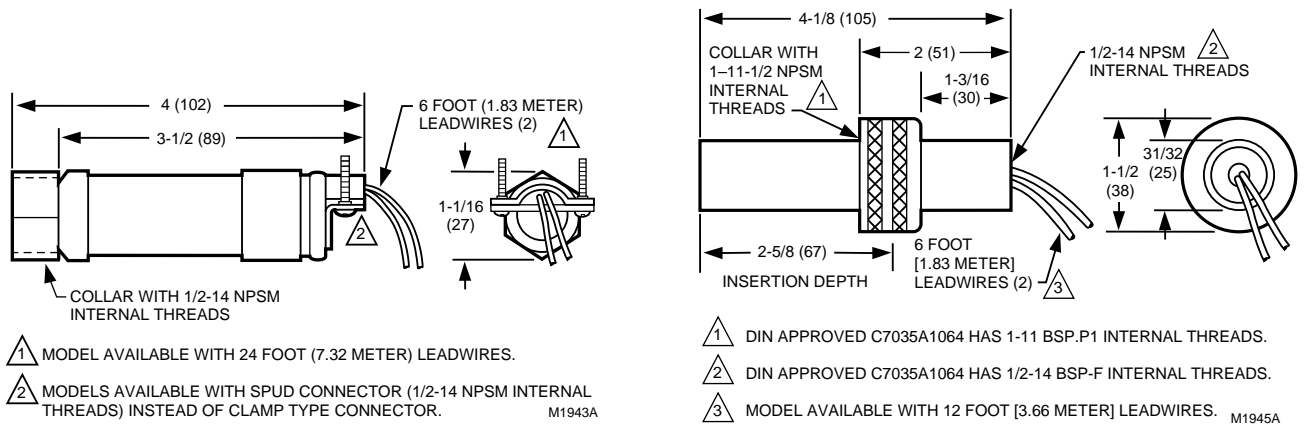 4 (102)
3-1/2 (89)
6 FOOT (1.83 METER)
LEADWIRES (2)
1
1-1/16
(27)
2
COLLAR WITH 1/2-14 NPSM
INTERNAL THREADS
1 MODEL AVAILABLE WITH 24 FOOT (7.32 METER) LEADWIRES.
2 MODELS AVAILABLE WITH SPUD CONNECTOR (1/2-14 NPSM INTERNAL
THREADS) INSTEAD OF CLAMP TYPE CONNECTOR.
M1943A
4-1/8 (105)
COLLAR WITH
1–11-1/2 NPSM
INTERNAL
THREADS
1
2 (51)
1-3/16
(30)
1/2-14 NPSM
INTERNAL THREADS
2
1-1/2
(38)
31/32
(25)
2-5/8 (67)
INSERTION DEPTH
6 FOOT
[1.83 METER]
LEADWIRES (2)
3
1 DIN APPROVED C7035A1064 HAS 1-11 BSP.P1 INTERNAL THREADS.
2 DIN APPROVED C7035A1064 HAS 1/2-14 BSP-F INTERNAL THREADS.
3 MODEL AVAILABLE WITH 12 FOOT [3.66 METER] LEADWIRES.
M1945A